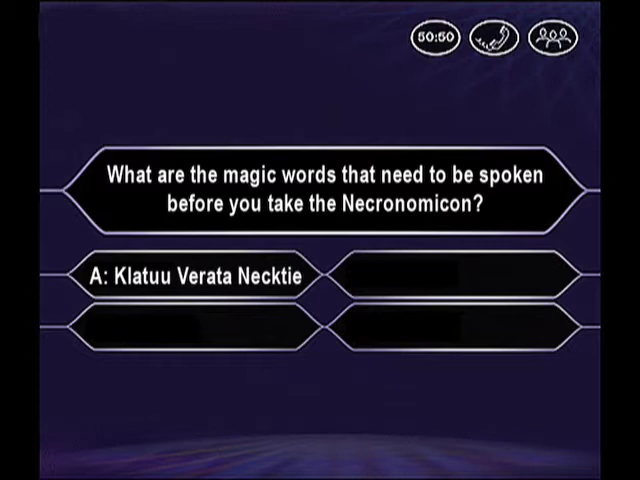 50:50
What are the magic words that need to be spoken
before you take the Necronomicon?
A: Klatuu Verata Necktie